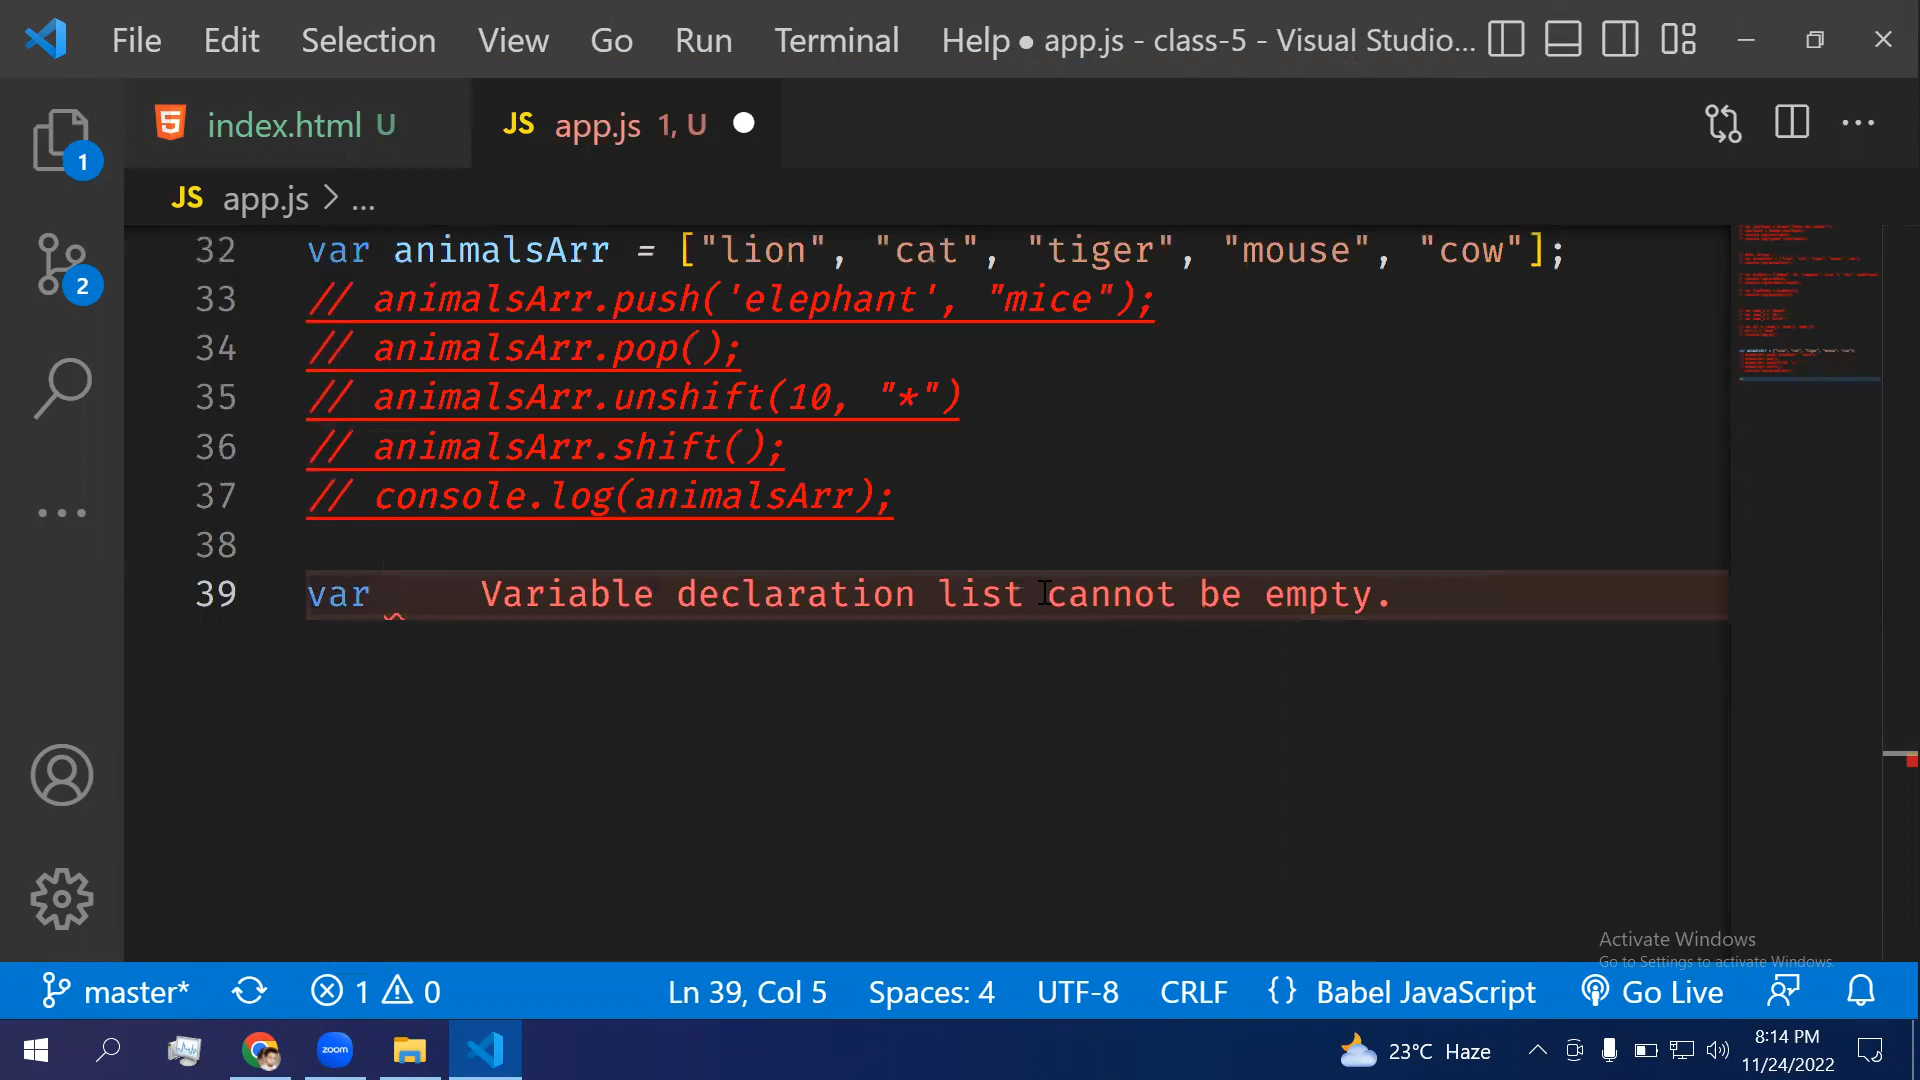 File Edit Selection View Go Run Terminal Help ● app.js - class-5 - Visual Studio...
index.html U JS app.js 1, U
JS app.js > ...
1
2
32 var animalsArr = ["lion", "cat", "tiger", "mouse", "cow"];
33 // animalsArr.push('elephant', "mice");
34 // animalsArr.pop();
35 // animalsArr.unshift(10, "*")
36 // animalsArr.shift();
37 // console.log(animalsArr);
38
39 var Variable declaration list cannot be empty.
Activate Windows
Go to Settings to activate Windows.
master* 1 0 Ln 39, Col 5 Spaces: 4 UTF-8 CRLF {} Babel JavaScript Go Live
zoom 23°C Haze 8:14 PM
11/24/2022